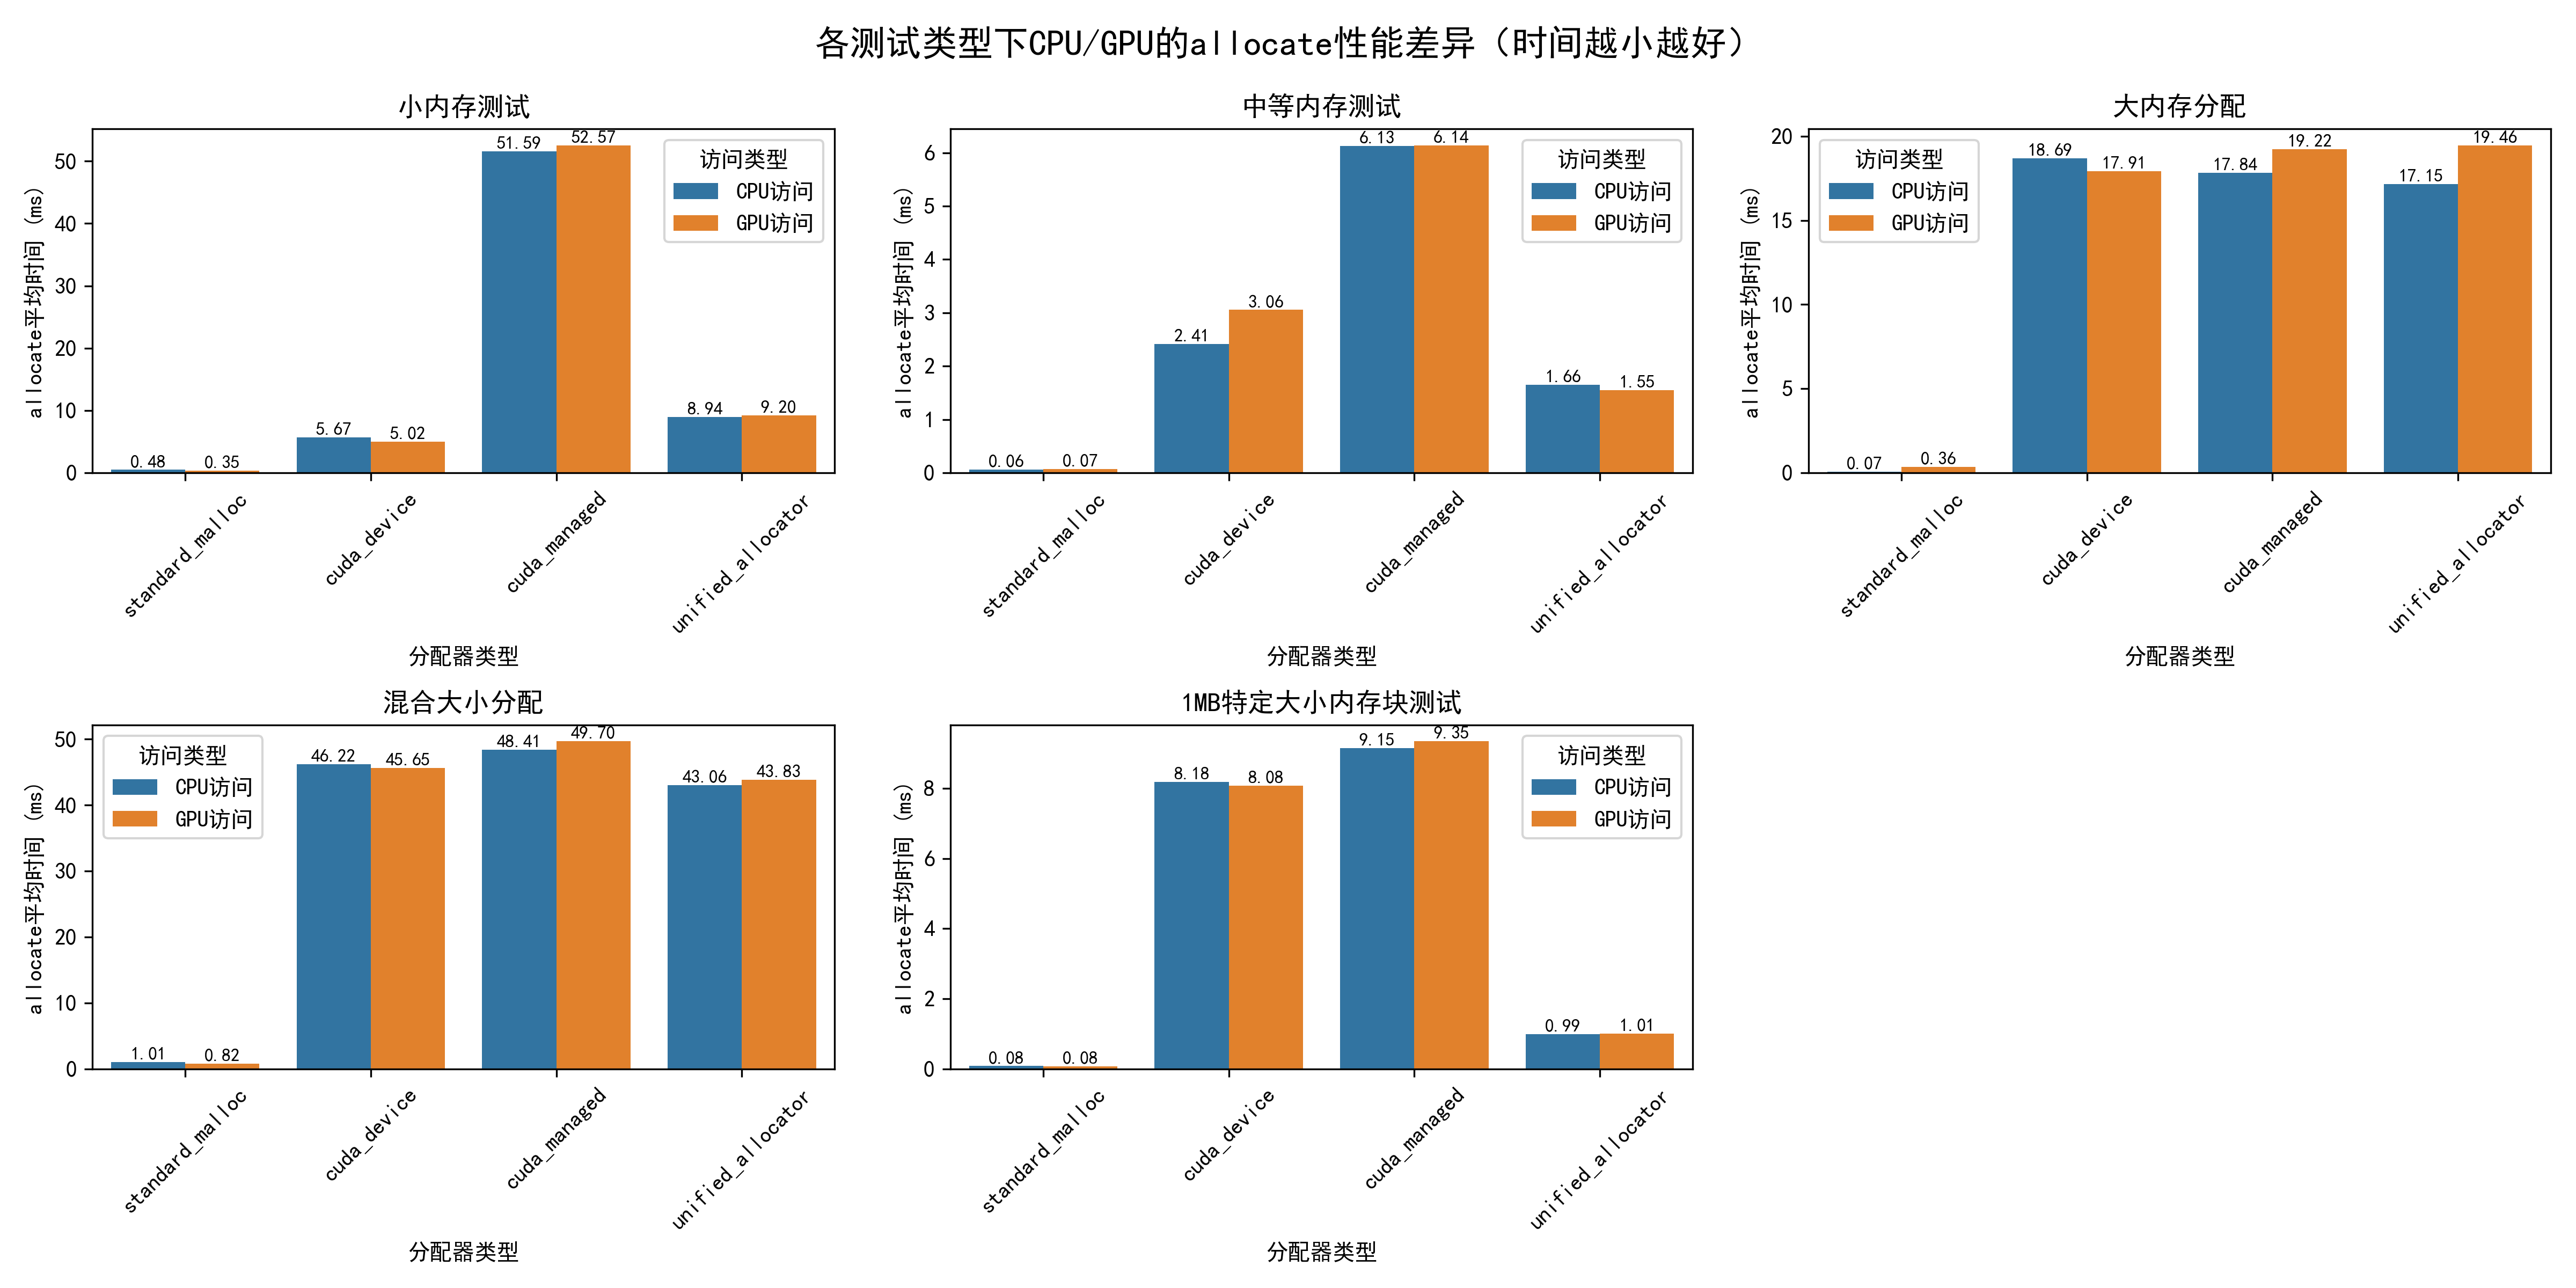 各测试类型下CPU/GPU的allocate性能差异（时间越小越好）
小内存测试
allocate平均时间 (ms)
50
40
30
20
10
0
51.59
52.57
0.48
0.35
5.67
5.02
8.94
9.20
访问类型
CPU访问
GPU访问
standard_malloc
cuda_device
cuda_managed
unified_allocator
分配器类型
中等内存测试
allocate平均时间 (ms)
6
5
4
3
2
1
0
0.06
0.07
2.41
3.06
6.13
6.14
1.66
1.55
访问类型
CPU访问
GPU访问
standard_malloc
cuda_device
cuda_managed
unified_allocator
分配器类型
大内存分配
allocate平均时间 (ms)
20
15
10
5
0
访问类型
CPU访问
GPU访问
0.07
0.36
18.69
17.91
17.84
19.22
17.15
19.46
standard_malloc
cuda_device
cuda_managed
unified_allocator
分配器类型
混合大小分配
allocate平均时间 (ms)
50
40
30
20
10
0
访问类型
CPU访问
GPU访问
1.01
0.82
46.22
45.65
48.41
49.70
43.06
43.83
standard_malloc
cuda_device
cuda_managed
unified_allocator
分配器类型
1MB特定大小内存块测试
allocate平均时间 (ms)
8
6
4
2
0
0.08
0.08
8.18
8.08
9.15
9.35
0.99
1.01
访问类型
CPU访问
GPU访问
standard_malloc
cuda_device
cuda_managed
unified_allocator
分配器类型